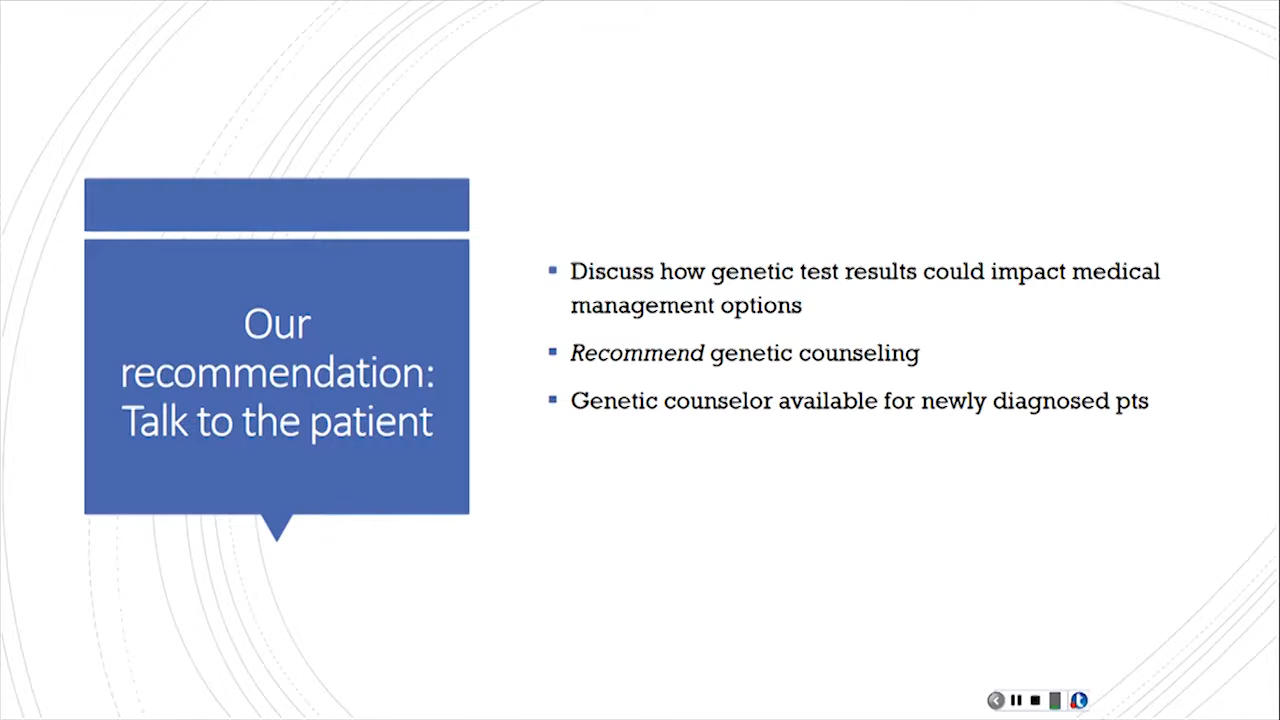 Our
recommendation:
Talk to the patient
Discuss how genetic test results could impact medical
management options
Recommend genetic counseling
Genetic counselor available for newly diagnosed pts